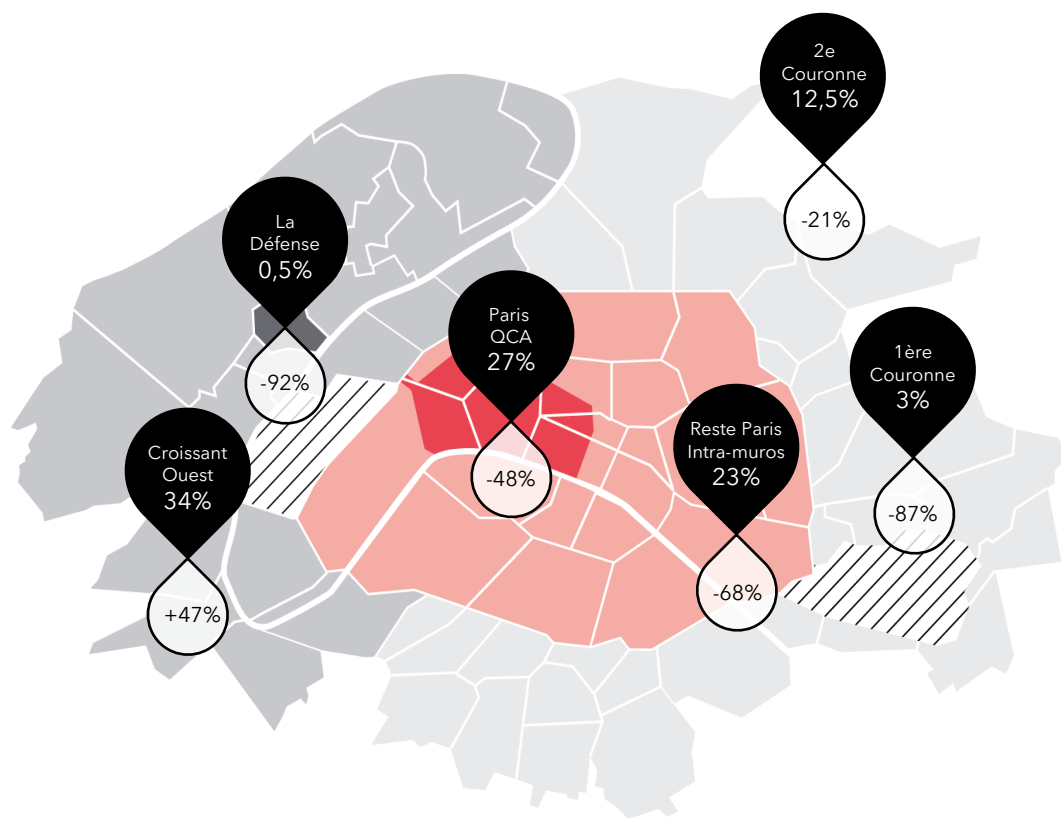 2e
Couronne
12,5%
-21%
La
Défense
0,5%
-92%
Paris
QCA
27%
-48%
1ère
Couronne
3%
-87%
Reste Paris
Intra-muros
23%
-68%
Croissant
Ouest
34%
+47%